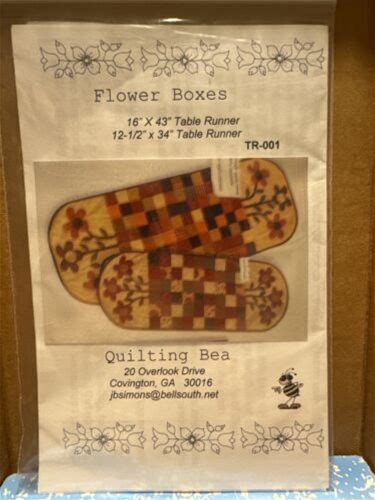 Flower Boxes
16" X 43" Table Runner
12-1/2" x 34" Table Runner
TR-001
Quilting Bea
20 Overlook Drive
Covington, GA 30016
jbsimons@bellsouth.net